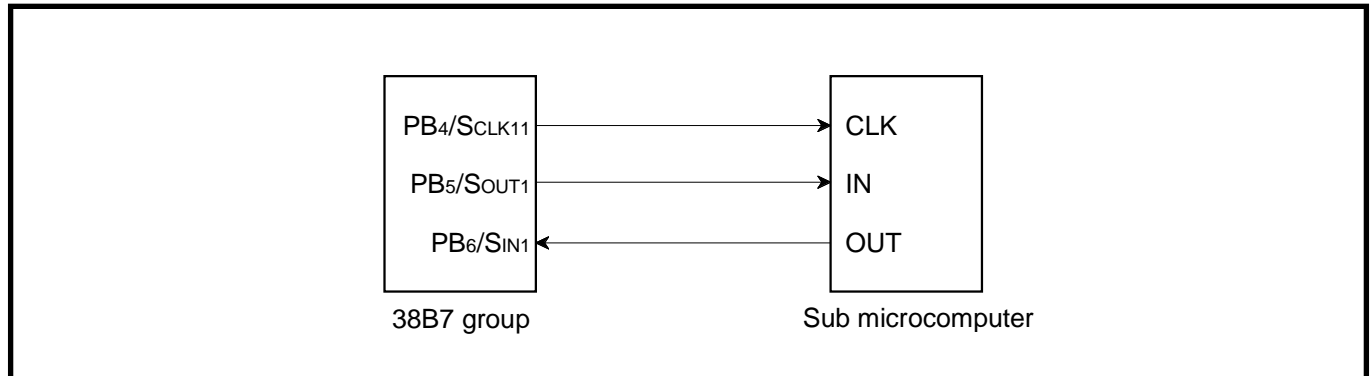 PB4/SCLK11
CLK
PB5/SOUT1
IN
PB6/SIN1
OUT
38B7 group
Sub microcomputer